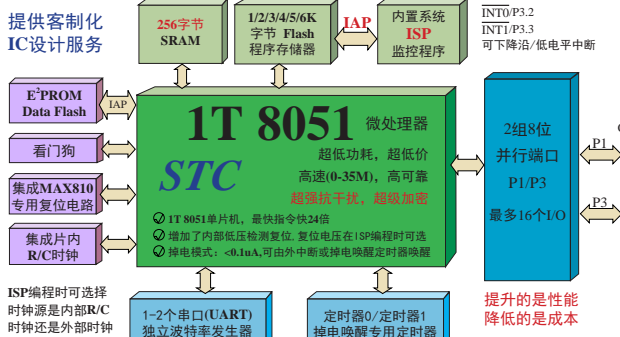 提供客制化
IC设计服务
256字节
SRAM
1/2/3/4/5/6K
字节 Flash
程序存储器
IAP
内置系统
ISP
监控程序
INT0/P3.2
INT1/P3.3
可下降沿/低电平中断
E²PROM
Data Flash
IAP
看门狗
集成MAX810
专用复位电路
集成片内
R/C时钟
1T 8051 微处理器
STC
超低功耗，超低价
高速(0-35M)，高可靠
超强抗干扰，超级加密
1T 8051单片机，最快指令快24倍
增加了内部低压检测复位，复位电压在ISP编程时可选
掉电模式：<0.1uA,可由外中断或掉电唤醒定时器唤醒
2组8位
并行端口
P1/P3
最多16个I/O
P1
P3
ISP编程时可选择
时钟源是内部R/C
时钟还是外部时钟
1-2个串口(UART)
独立波特率发生器
定时器0/定时器1
掉电唤醒专用定时器
提升的是性能
降低的是成本